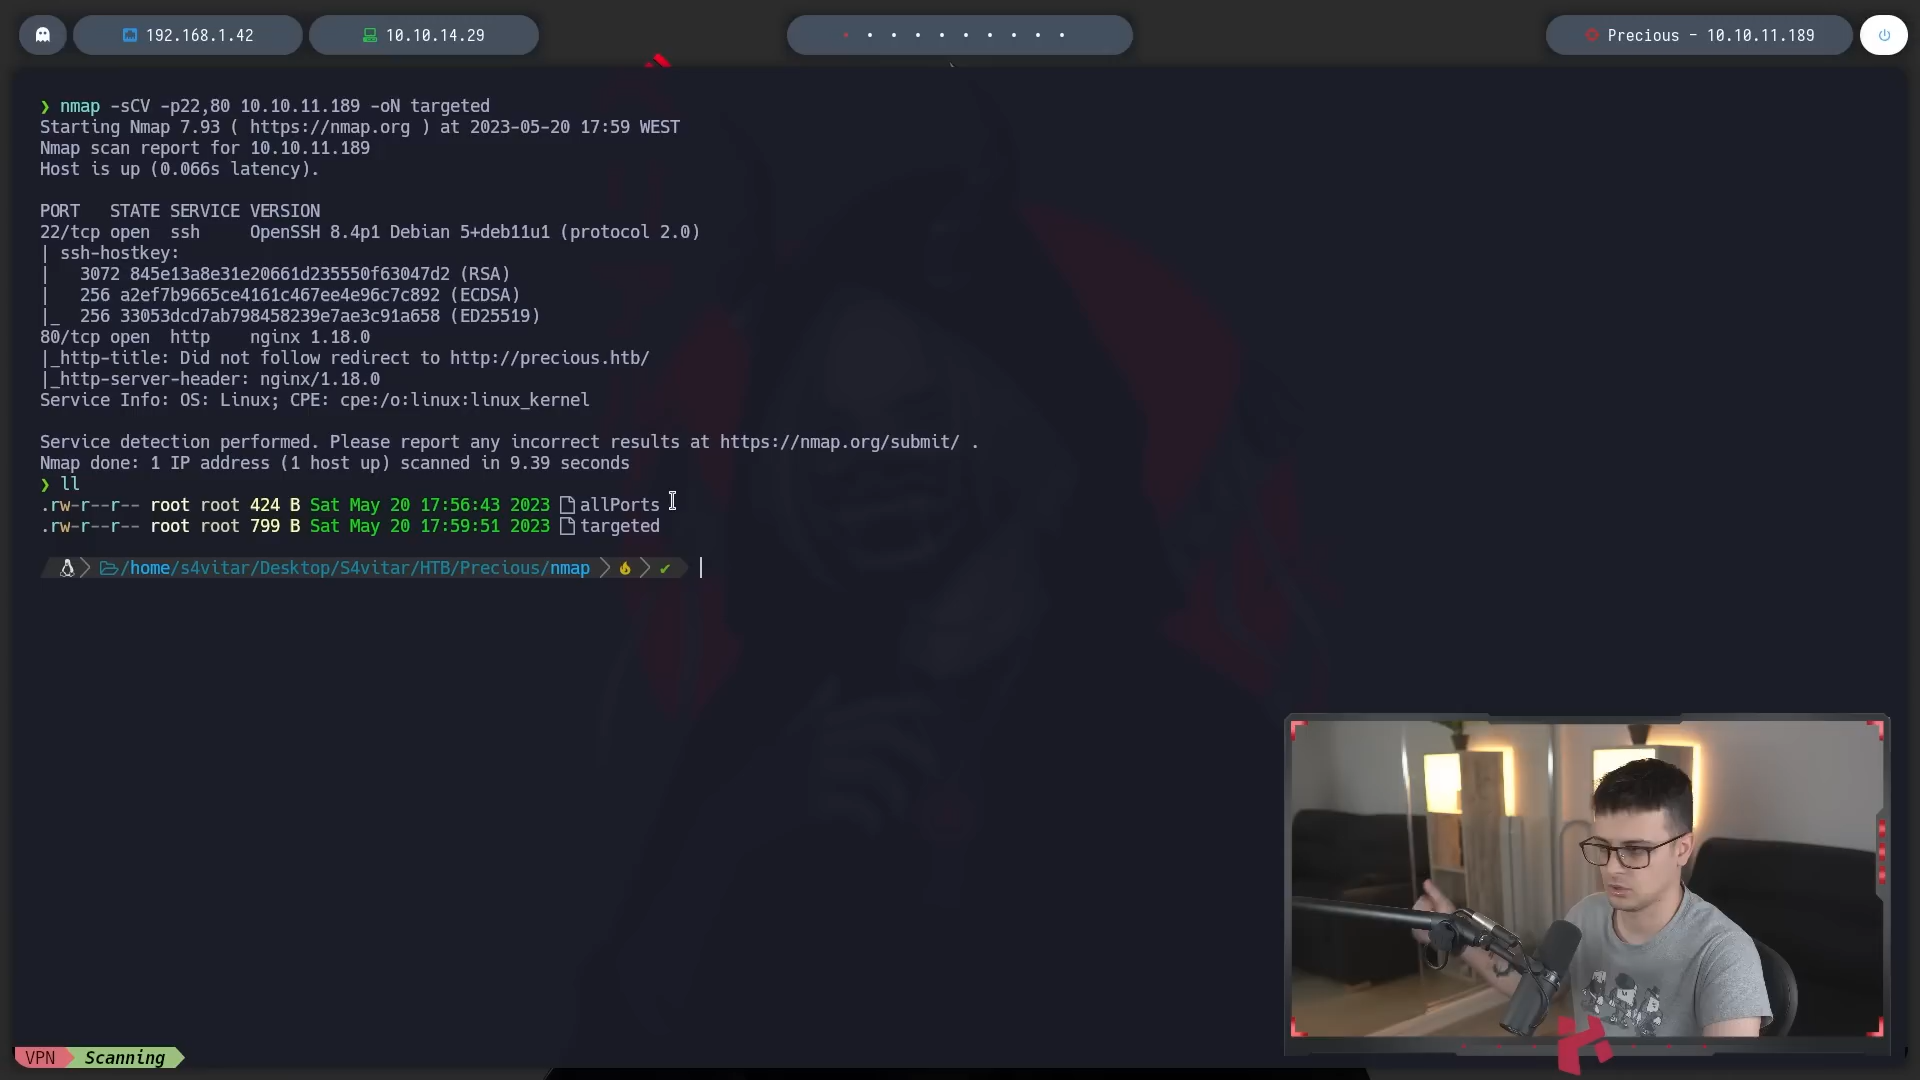 192.168.1.42
10.10.14.29
Precious - 10.10.11.189
❯ nmap -sCV -p22,80 10.10.11.189 -oN targeted
Starting Nmap 7.93 ( https://nmap.org ) at 2023-05-20 17:59 WEST
Nmap scan report for 10.10.11.189
Host is up (0.066s latency).
PORT   STATE SERVICE VERSION
22/tcp open  ssh     OpenSSH 8.4p1 Debian 5+deb11u1 (protocol 2.0)
| ssh-hostkey:
|   3072 845e13a8e31e20661d235550f63047d2 (RSA)
|   256 a2ef7b9665ce4161c467ee4e96c7c892 (ECDSA)
|_  256 33053dcd7ab798458239e7ae3c91a658 (ED25519)
80/tcp open  http    nginx 1.18.0
|_http-title: Did not follow redirect to http://precious.htb/
|_http-server-header: nginx/1.18.0
Service Info: OS: Linux; CPE: cpe:/o:linux:linux_kernel
Service detection performed. Please report any incorrect results at https://nmap.org/submit/ .
Nmap done: 1 IP address (1 host up) scanned in 9.39 seconds
❯ ll
.rw-r--r-- root root 424 B Sat May 20 17:56:43 2023 allPorts
.rw-r--r-- root root 799 B Sat May 20 17:59:51 2023 targeted
/home/s4vitar/Desktop/S4vitar/HTB/Precious/nmap
VPN Scanning